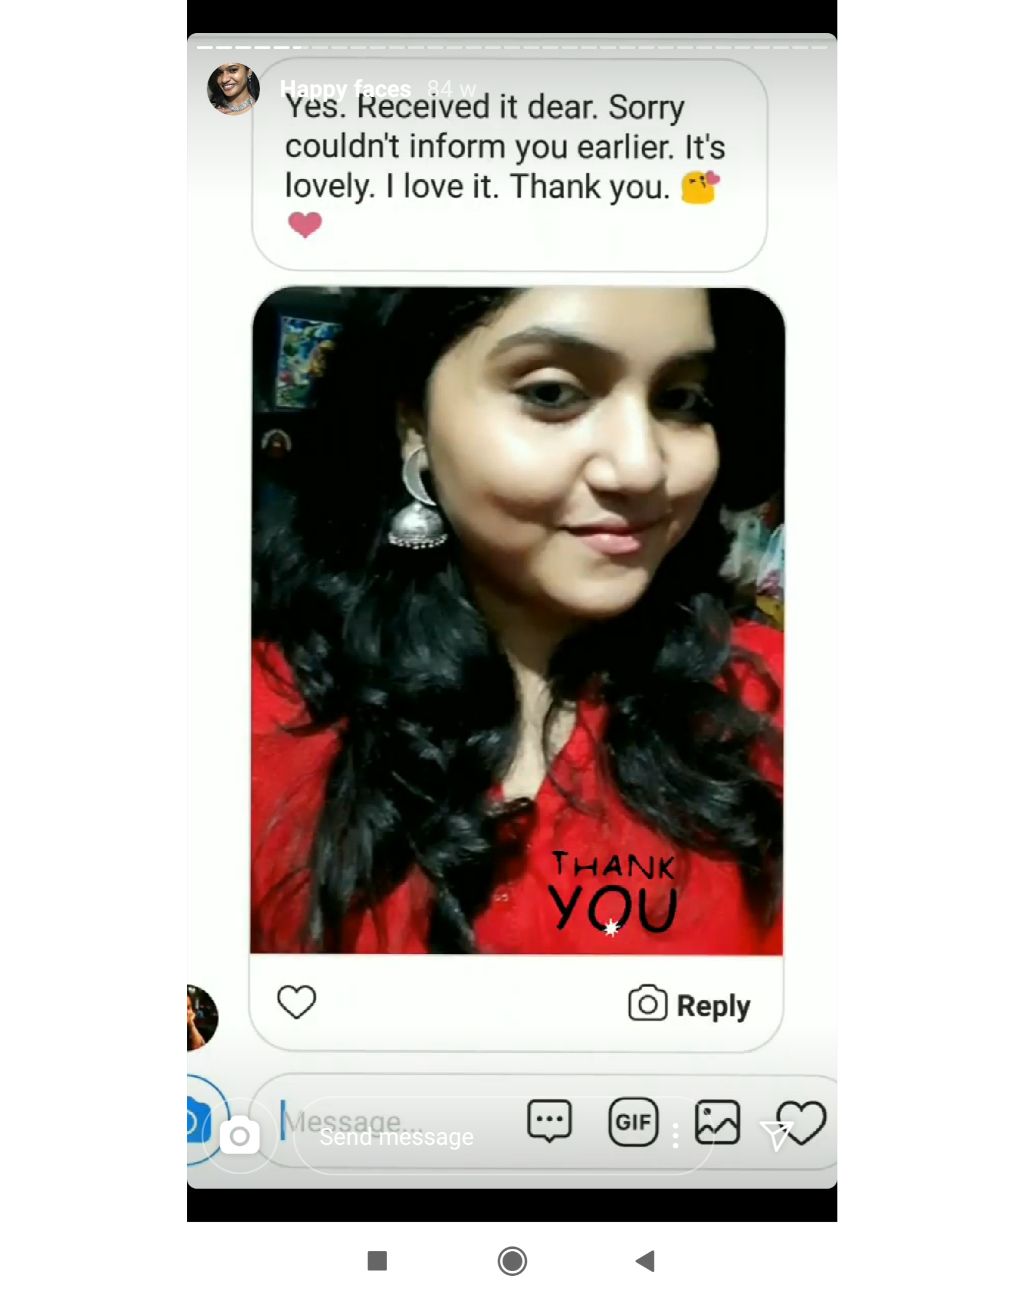 Happy faces 84 w
Yes. Received it dear. Sorry
couldn't inform you earlier. It's
lovely. I love it. Thank you. 😘
❤
THANK
YOU
Reply
Message...
GIF
Send message